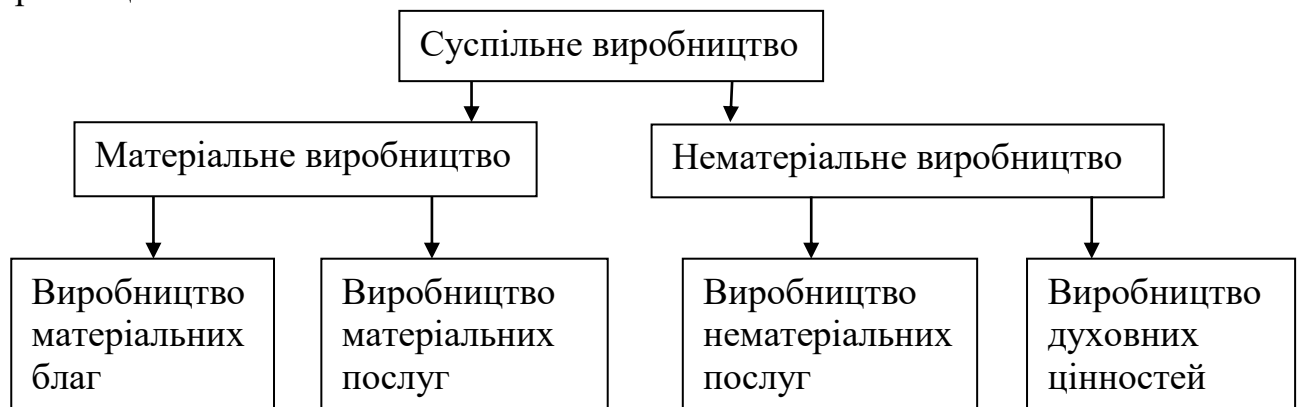 Суспільне виробництво
Матеріальне виробництво
Нематеріальне виробництво
Виробництво
матеріальних
благ
Виробництво
матеріальних
послуг
Виробництво
нематеріальних
послуг
Виробництво
духовних
цінностей